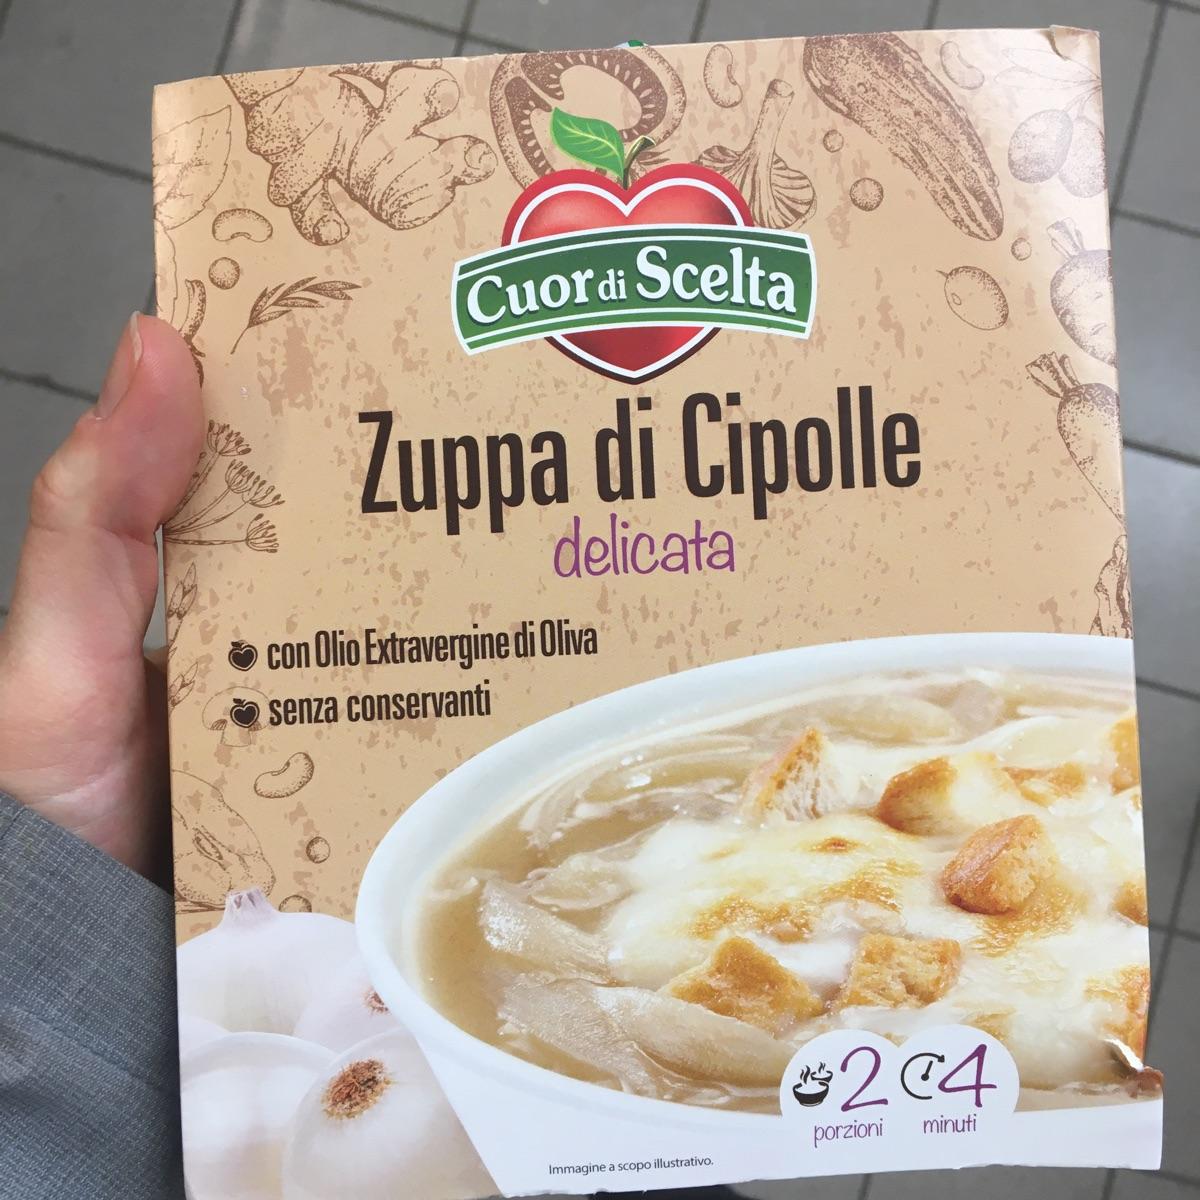 Cuor di Scelta
Zuppa di Cipolle
delicata
con Olio Extravergine di Oliva
senza conservanti
2 4
porzioni minuti
Immagine a scopo illustrativo.